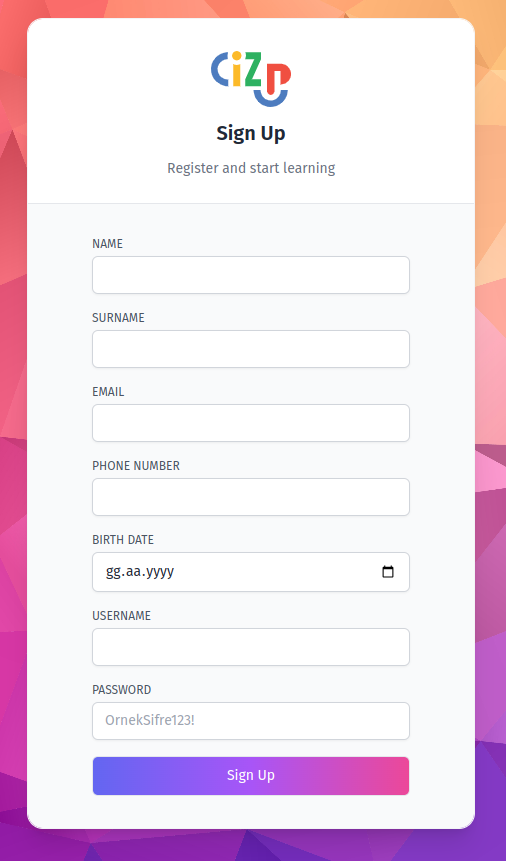 CiZU
Sign Up
Register and start learning
NAME
SURNAME
EMAIL
PHONE NUMBER
BIRTH DATE
gg.aa.yyyy
USERNAME
PASSWORD
OrnekSifre123!
Sign Up